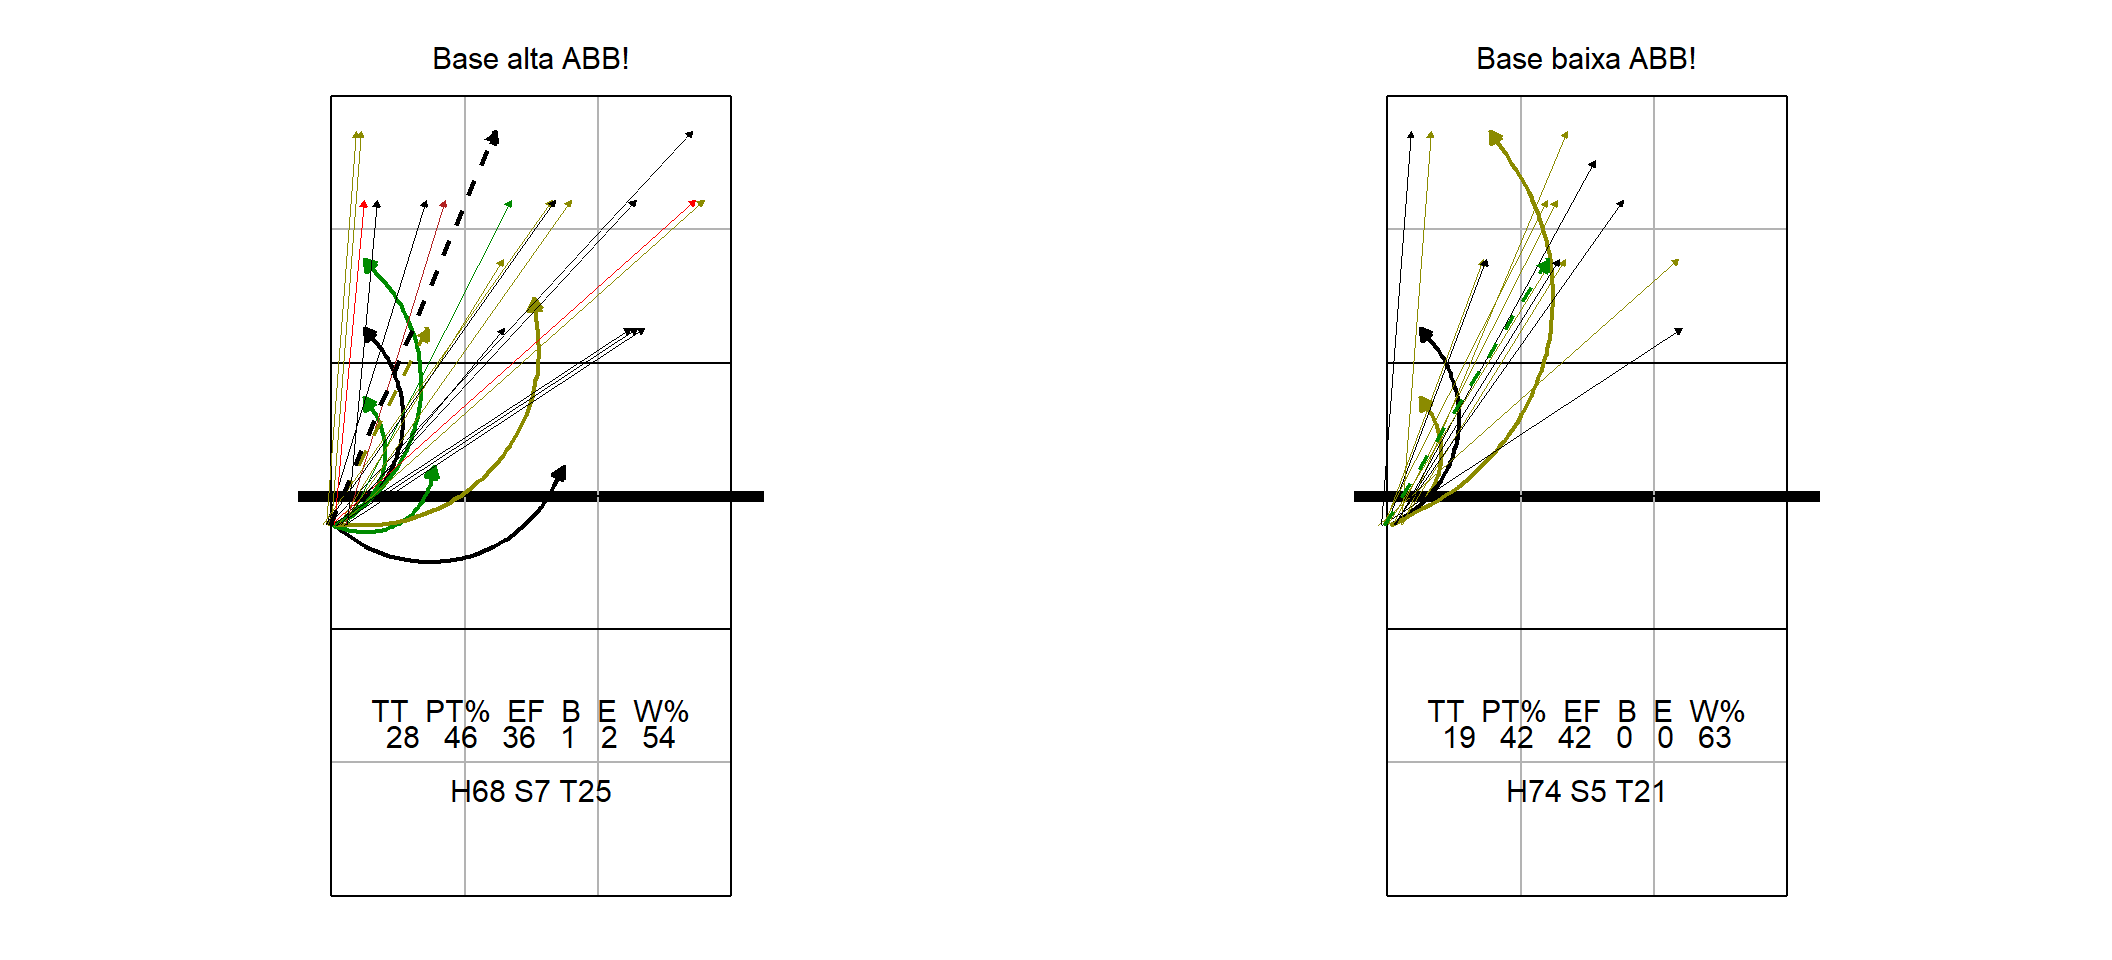 Base alta ABB!
TT PT% EF B E W%
28 46 36 1 2 54
H68 S7 T25
Base baixa ABB!
TT PT% EF B E W%
19 42 42 0 0 63
H74 S5 T21